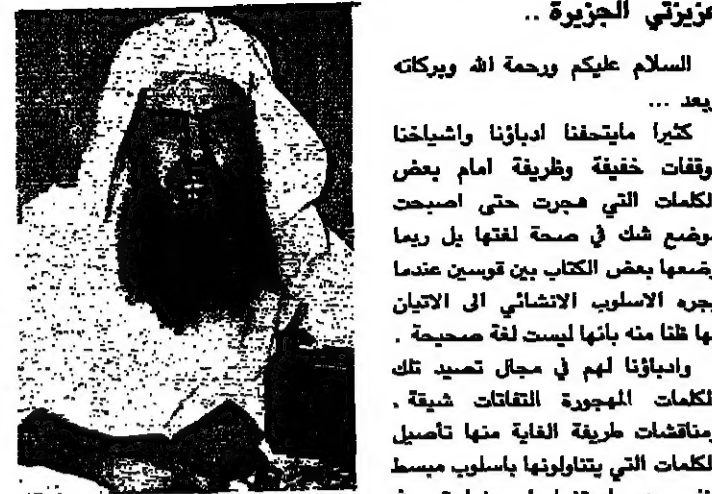 عزيزتي الجزيرة ..
السلام عليكم ورحمة الله وبركاته
وبعد ...
كثيرا مايتحفنا ادباؤنا واشياخنا
بوقفات خفيفة وظريفة امام بعض
الكلمات التي هجرت حتى اصبحت
موضع شك في صحة لغتها بل ربما
وضعها بعض الكتاب بين قوسين عندما
يجره الاسلوب الانشائي الى الاتيان
بها ظنا منه بانها ليست لغة صحيحة .
وادباؤنا لهم في مجال تصيد تلك
الكلمات المهجورة التفاتات شيقة .
ومناقشات طريفة الغاية منها تأصيل
الكلمات التي يتناولونها باسلوب مبسط